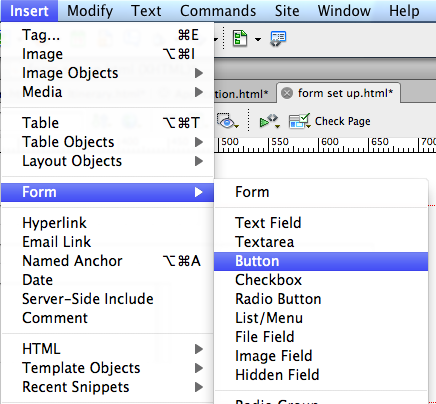 Insert Modify Text Commands Site Window Help
Tag... ⌘E
Image ⌥⌘I
Image Objects
Media
tion.html* form set up.html*
Table ⌥⌘T
Table Objects
Layout Objects
Check Page
500 550 600 650 700
Form
Form
Hyperlink
Email Link
Named Anchor ⌥⌘A
Date
Server-Side Include
Comment
HTML
Template Objects
Recent Snippets
Text Field
Textarea
Button
Checkbox
Radio Button
List/Menu
File Field
Image Field
Hidden Field
Radio Group